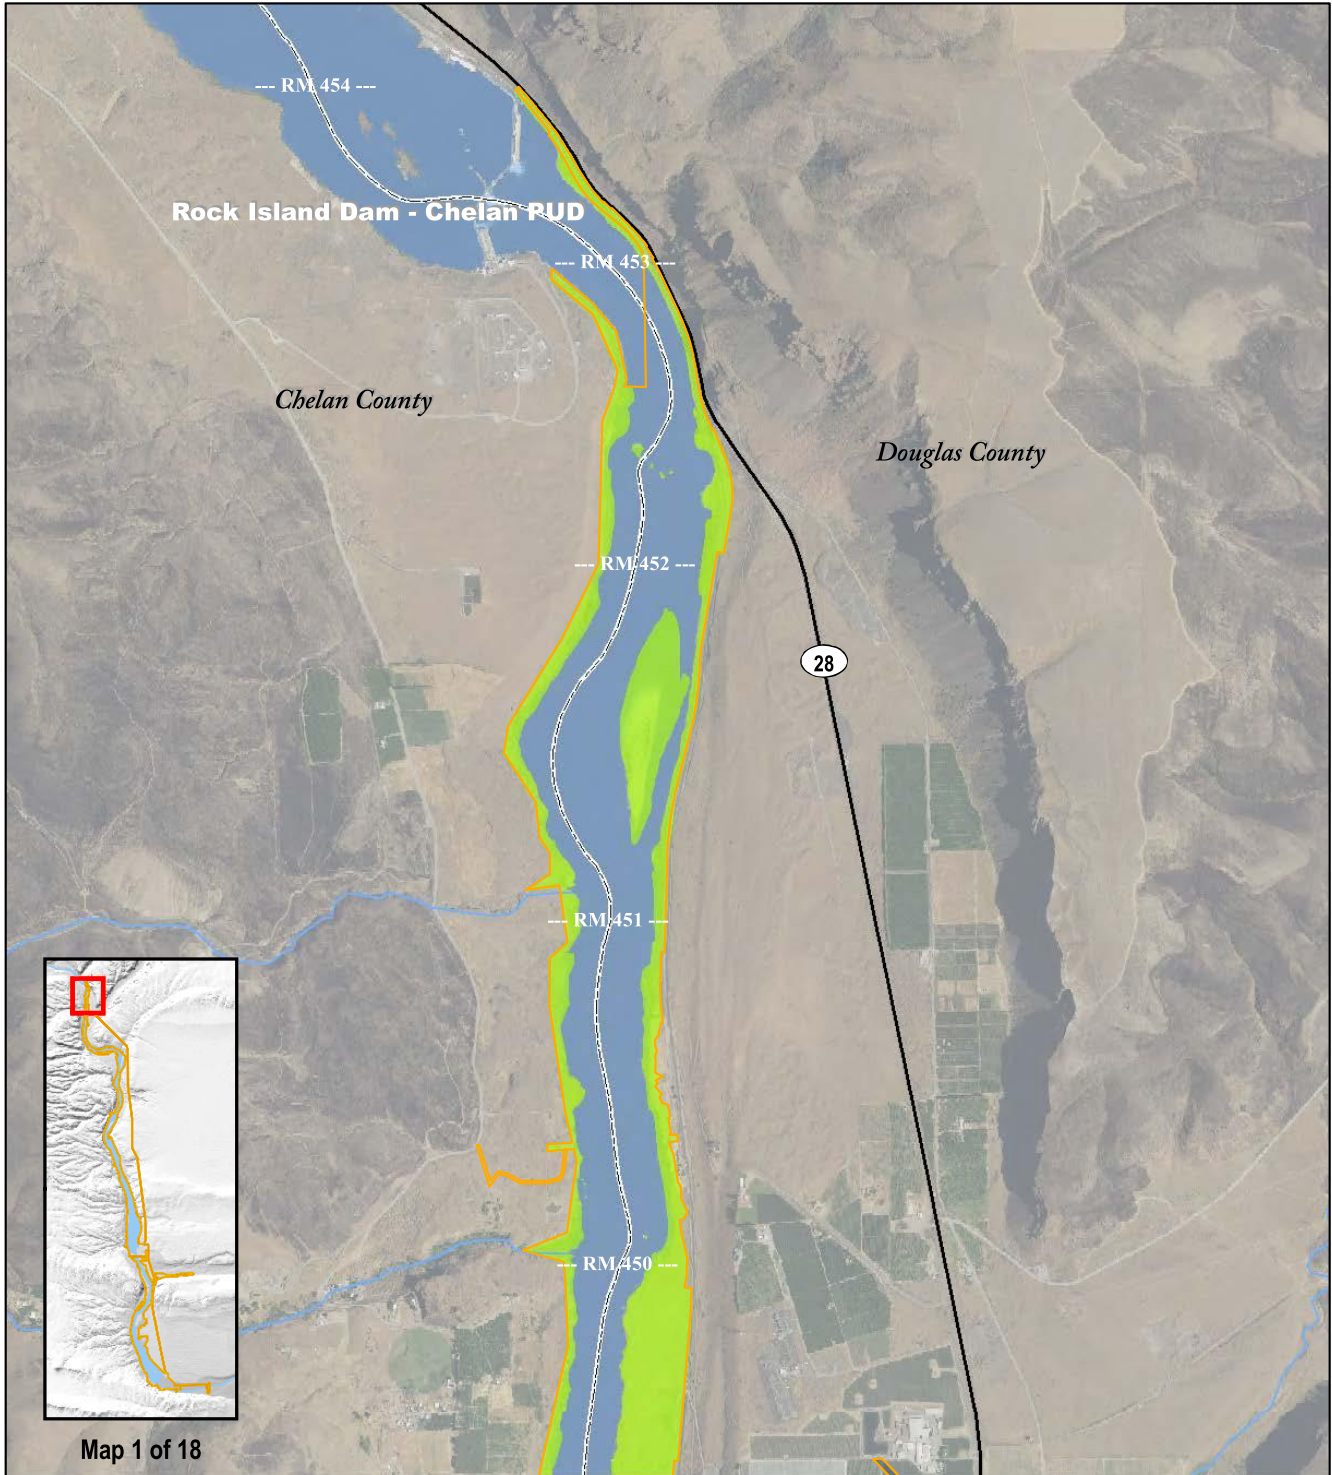 --- RM 454 ---
Rock Island Dam - Chelan PUD
--- RM 453 ---
Chelan County
Douglas County
--- RM 452 ---
28
--- RM 451 ---
--- RM 450 ---
Map 1 of 18